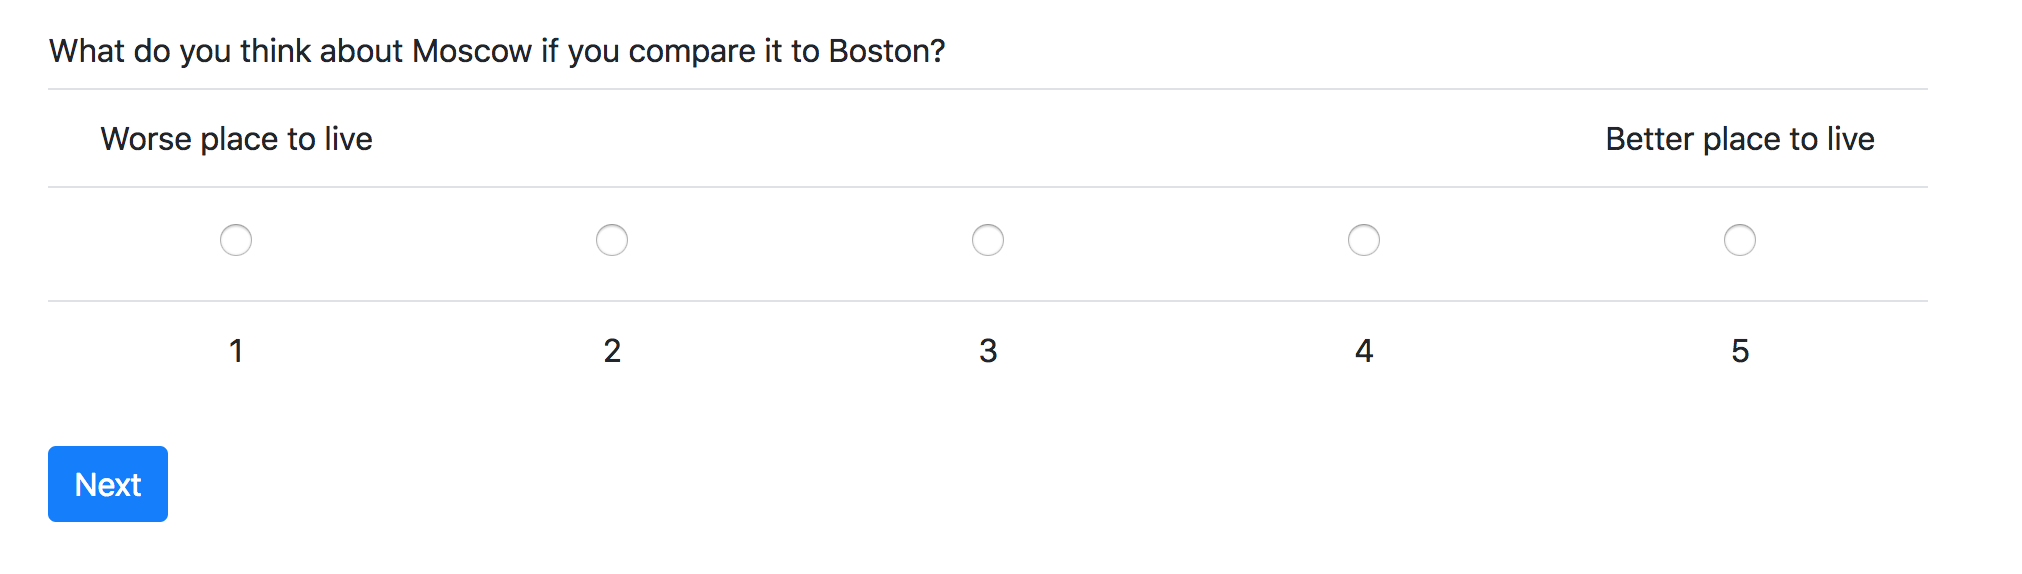 What do you think about Moscow if you compare it to Boston?
Worse place to live Better place to live
1 2 3 4 5
Next